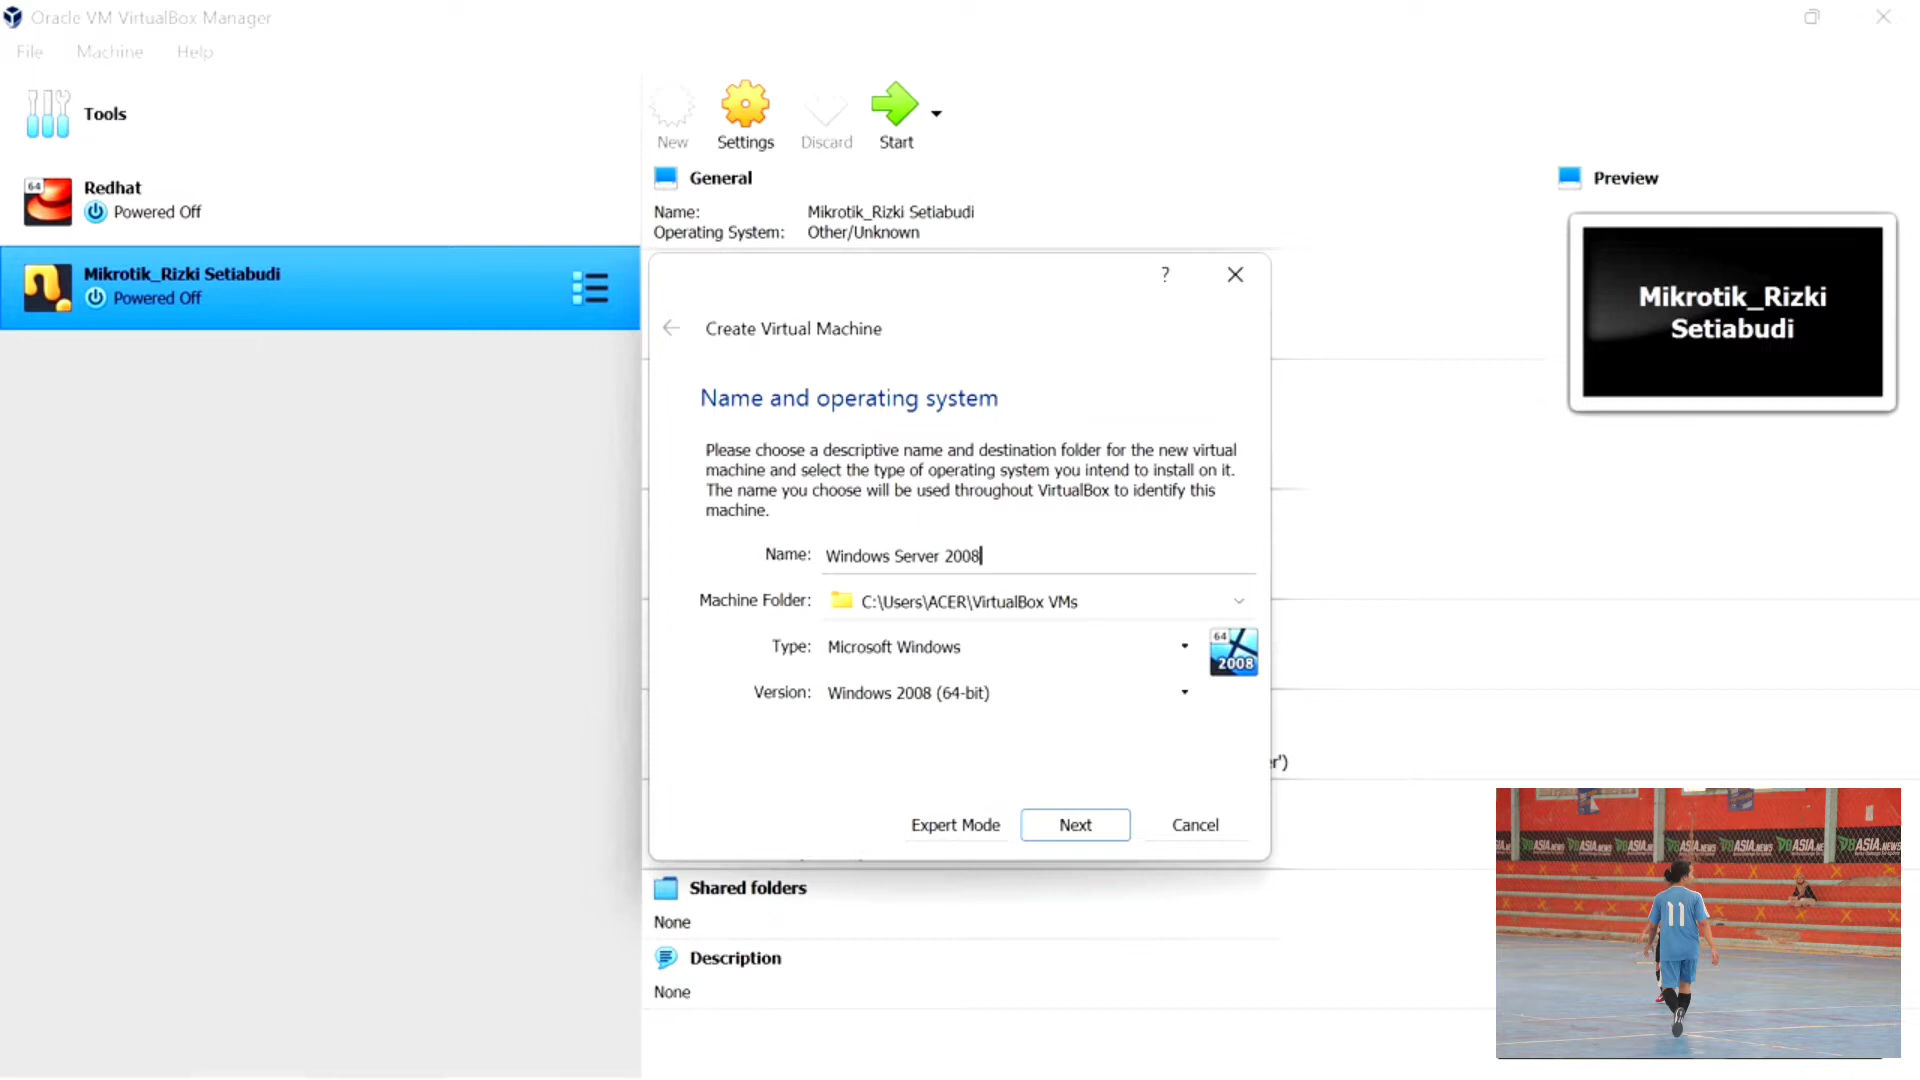 Oracle VM VirtualBox Manager
File Machine Help
Tools
New Settings Discard Start
64 Redhat
Powered Off
Mikrotik_Rizki Setiabudi
Powered Off
General
Name: Mikrotik_Rizki Setiabudi
Operating System: Other/Unknown
Preview
Mikrotik_Rizki
Setiabudi
?
Create Virtual Machine
Name and operating system
Please choose a descriptive name and destination folder for the new virtual
machine and select the type of operating system you intend to install on it.
The name you choose will be used throughout VirtualBox to identify this
machine.
Name: Windows Server 2008
Machine Folder: C:\Users\ACER\VirtualBox VMs
Type: Microsoft Windows
64
2008
Version: Windows 2008 (64-bit)
r')
Expert Mode Next Cancel
Shared folders
None
Description
None
ASIA.NEWS
11